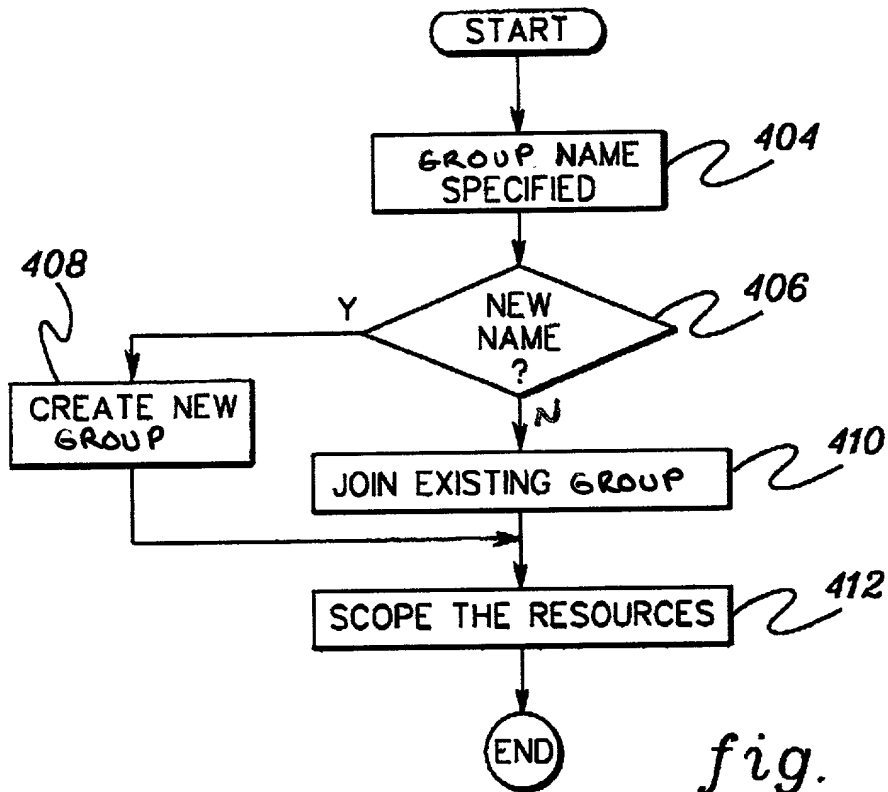 START
GROUP NAME
SPECIFIED
404
408
Y
NEW
NAME
?
406
CREATE NEW
GROUP
N
JOIN EXISTING GROUP
410
SCOPE THE RESOURCES
412
END
fig.